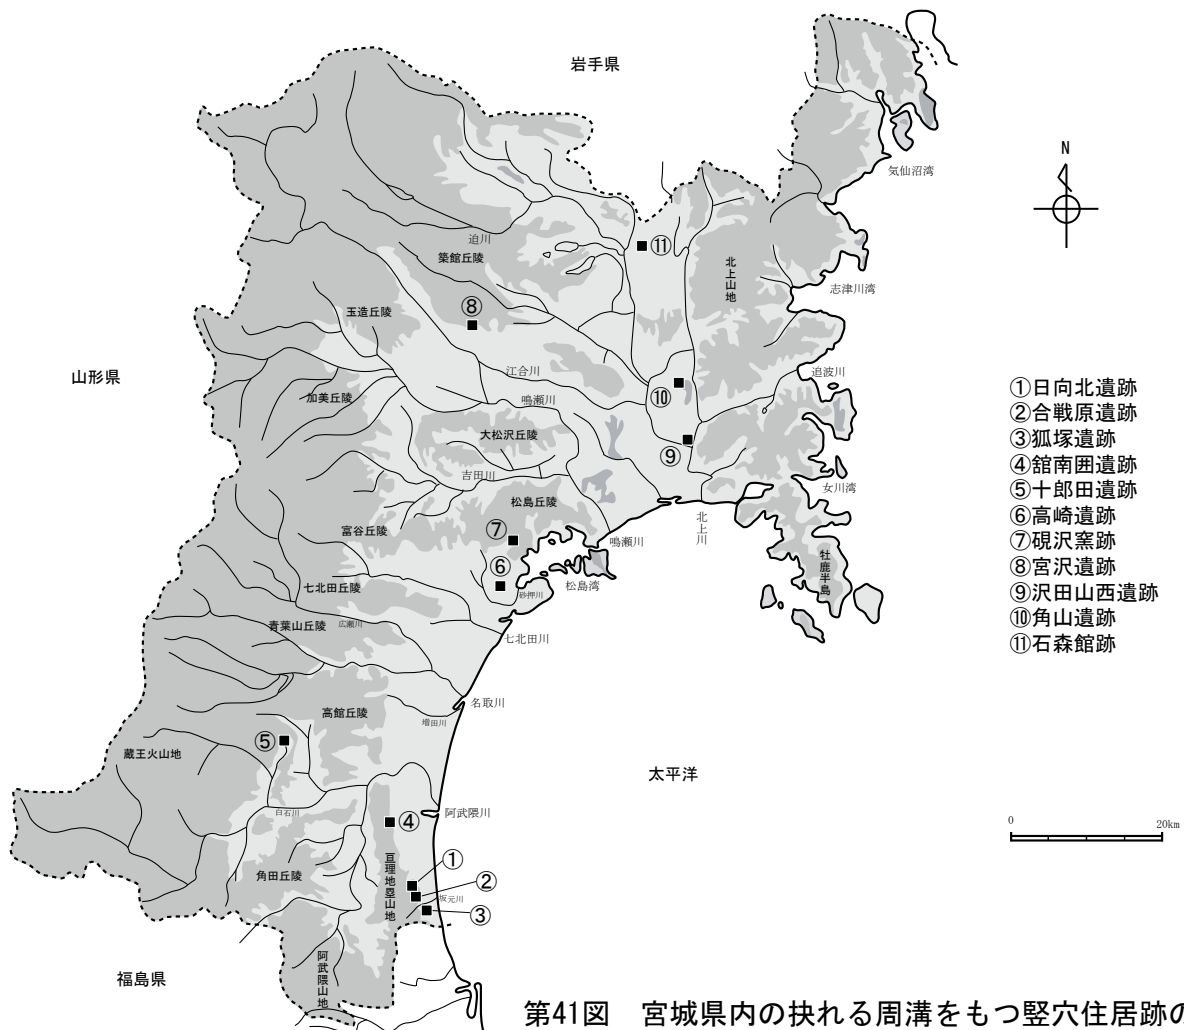 岩手県
N
気仙沼湾
迫川
⑪
築館丘陵
北上山地
志津川湾
⑧
玉造丘陵
江合川
追波川
山形県
⑩
加美丘陵
鳴瀬川
大松沢丘陵
⑨
吉田川
女川湾
松島丘陵
北上川
富谷丘陵
⑦
鳴瀬川
牡鹿半島
⑥
松島湾
七北田丘陵
砂押川
青葉山丘陵
広瀬川
七北田川
名取川
高館丘陵
増田川
⑤
蔵王火山地
太平洋
白石川
阿武隈川
④
亘理地塁山地
①
角田丘陵
②
坂元川
③
福島県
阿武隈山地
①日向北遺跡
②合戦原遺跡
③狐塚遺跡
④舘南囲遺跡
⑤十郎田遺跡
⑥高崎遺跡
⑦硯沢窯跡
⑧宮沢遺跡
⑨沢田山西遺跡
⑩角山遺跡
⑪石森館跡
0 20km
第41図 宮城県内の抉れる周溝をもつ竪穴住居跡の